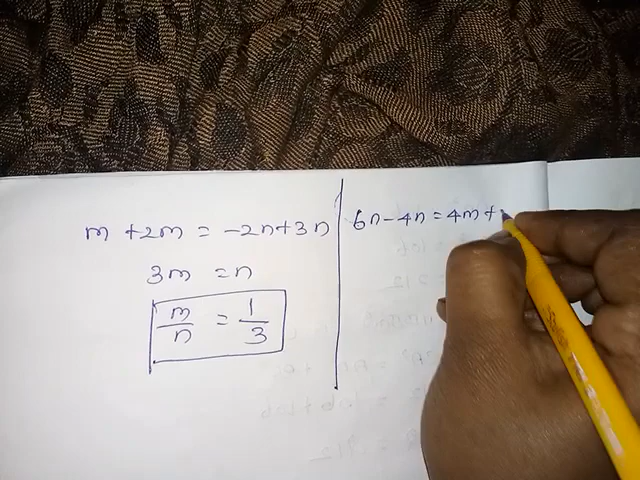 m + 2m = -2n + 3n
3m = n
m/n = 1/3
6n - 4n = 4m +